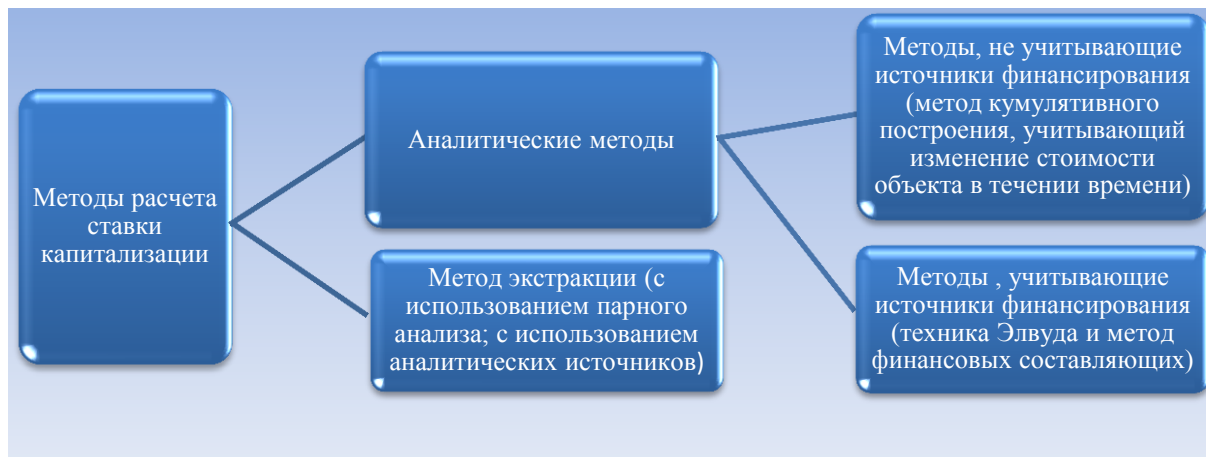 Методы расчета
ставки
капитализации
Аналитические методы
Метод экстракции (с
использованием парного
анализа; с использованием
аналитических источников)
Методы, не учитывающие
источники финансирования
(метод кумулятивного
построения, учитывающий
изменение стоимости
объекта в течении времени)
Методы , учитывающие
источники финансирования
(техника Элвуда и метод
финансовых составляющих)